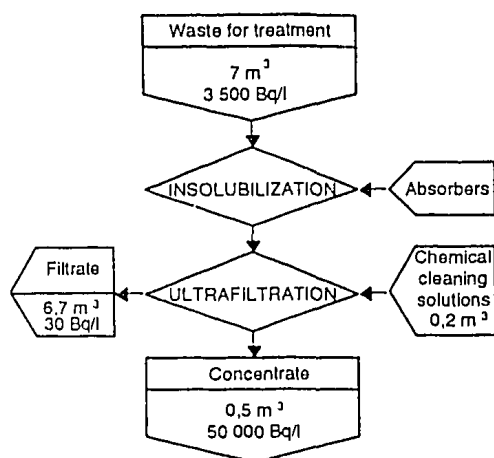 Waste for treatment
7 m³
3 500 Bq/l
INSOLUBILIZATION
Absorbers
Filtrate
6,7 m³
30 Bq/l
ULTRAFILTRATION
Chemical
cleaning
solutions
0,2 m³
Concentrate
0,5 m³
50 000 Bq/l